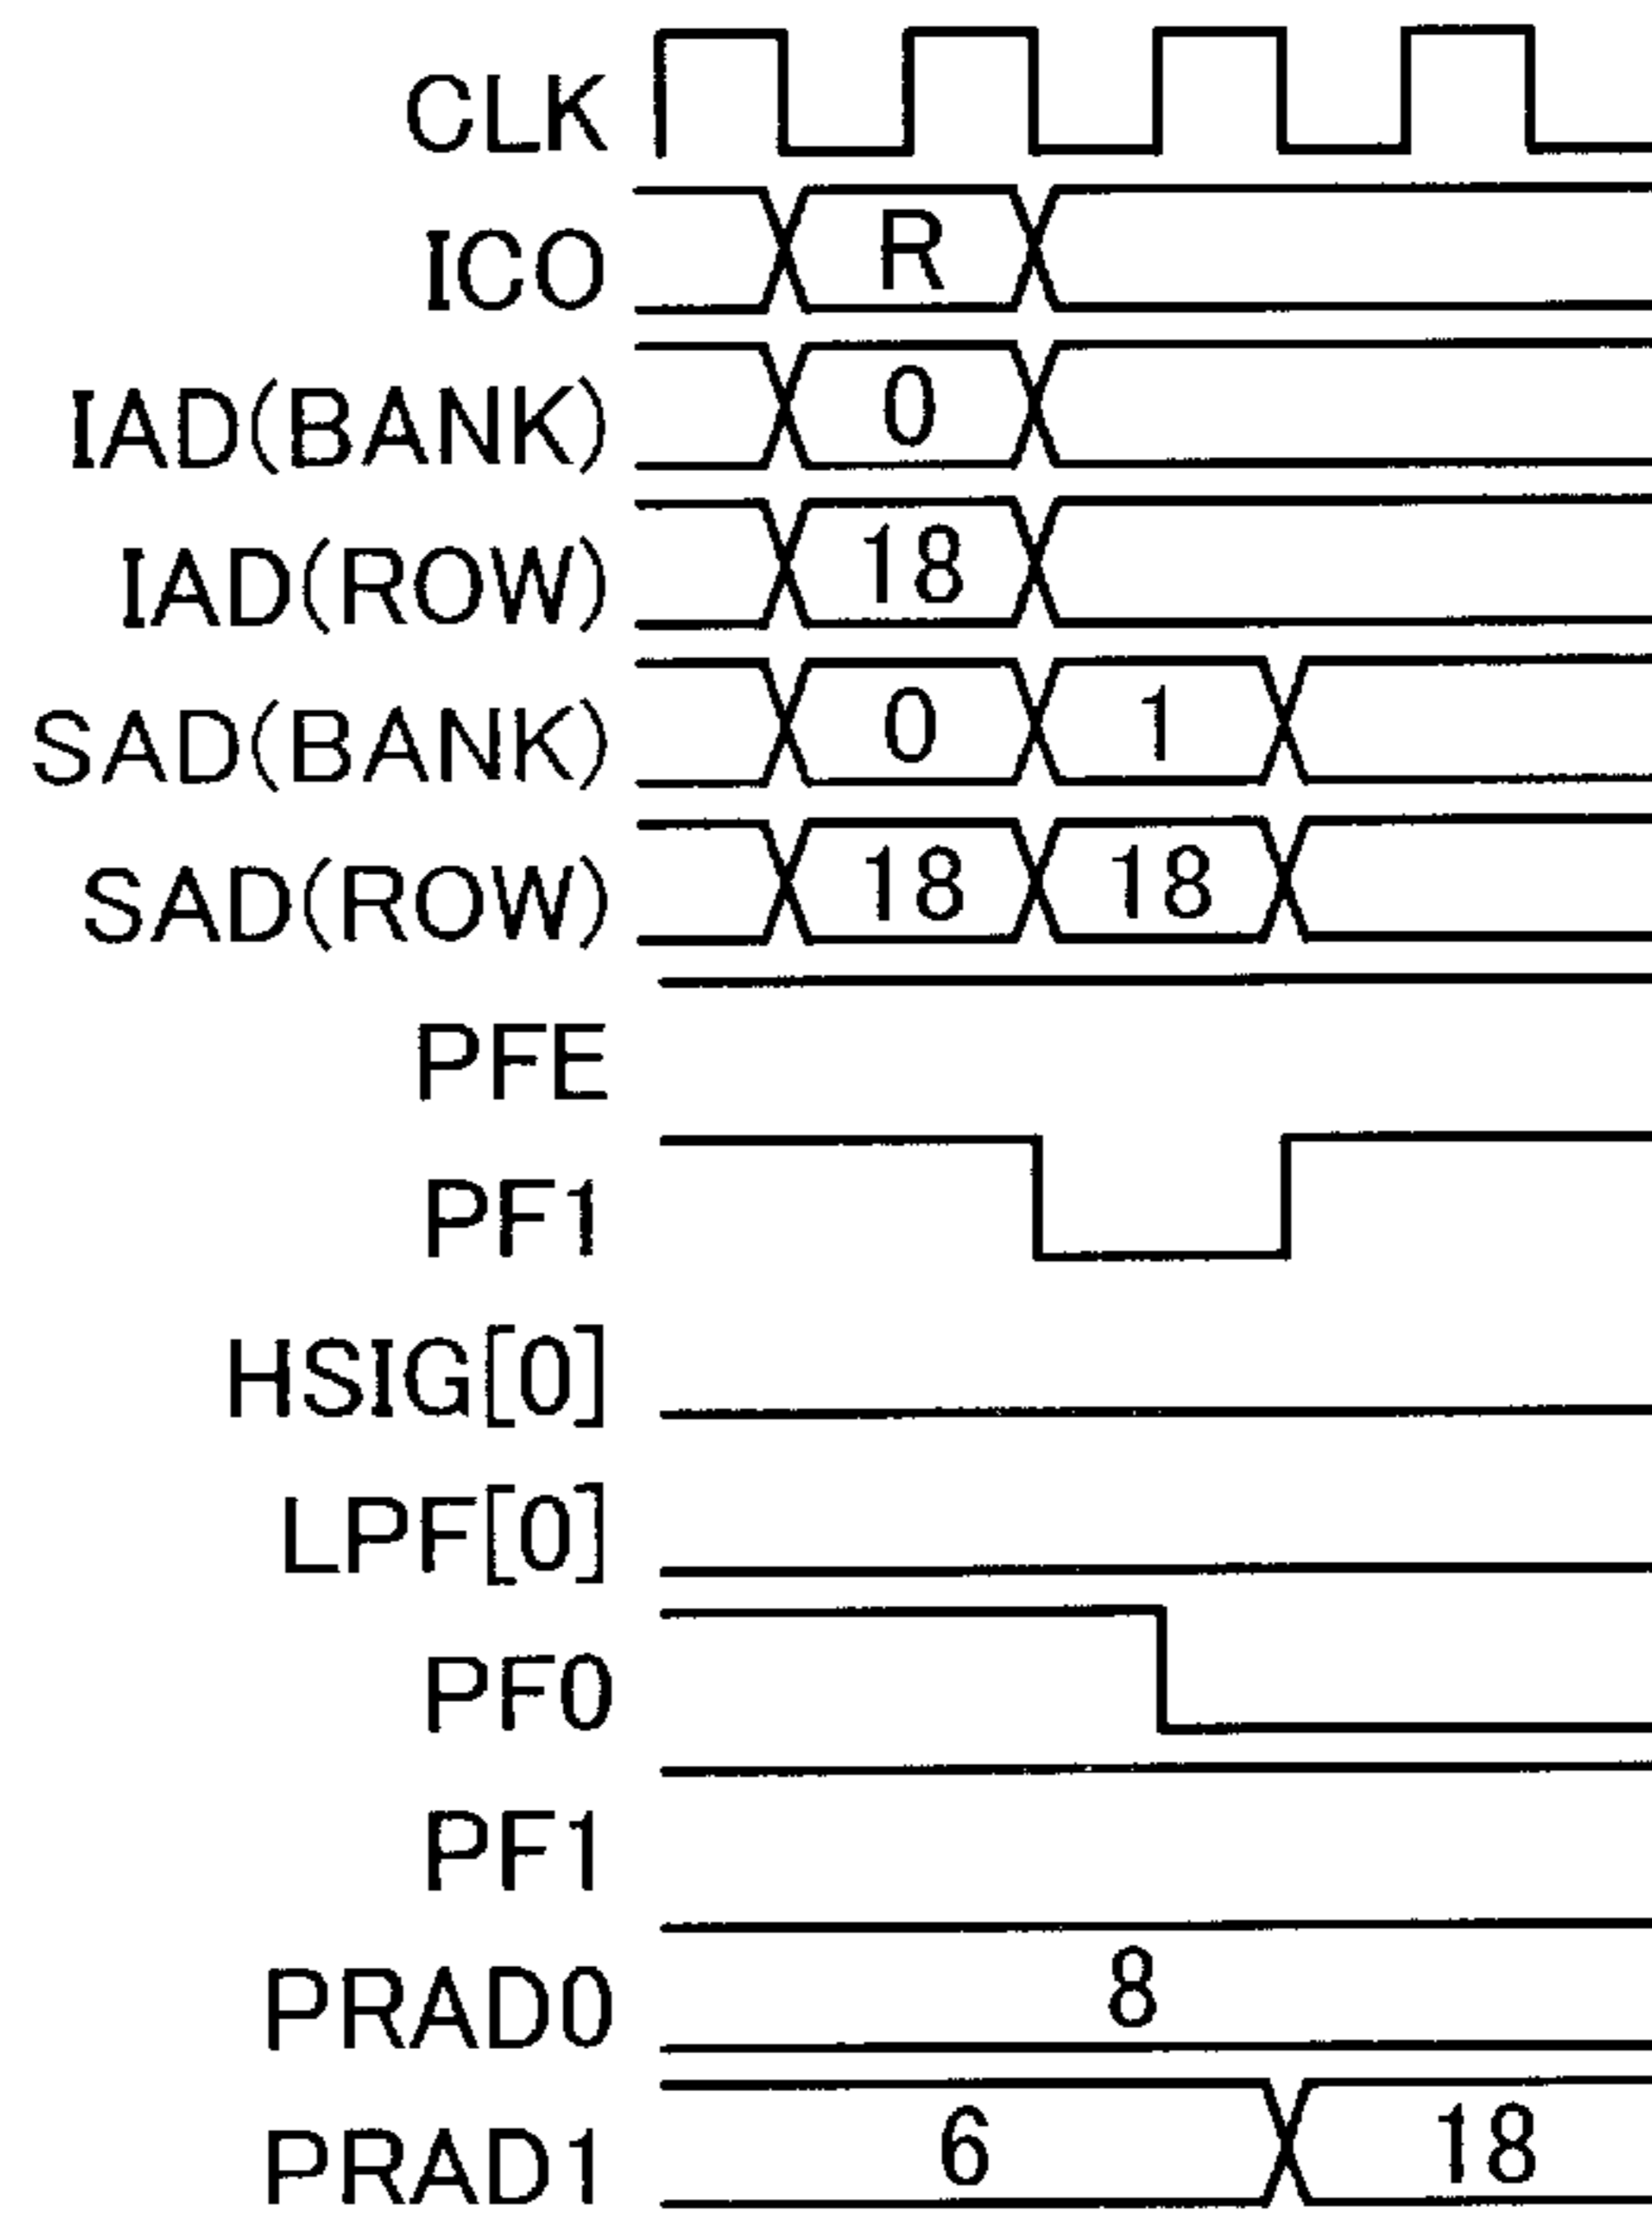 CLK
ICO R
IAD(BANK) 0
IAD(ROW) 18
SAD(BANK) 0 1
SAD(ROW) 18 18
PFE
PF1
HSIG[0]
LPF[0]
PF0
PF1
PRAD0 8
PRAD1 6 18